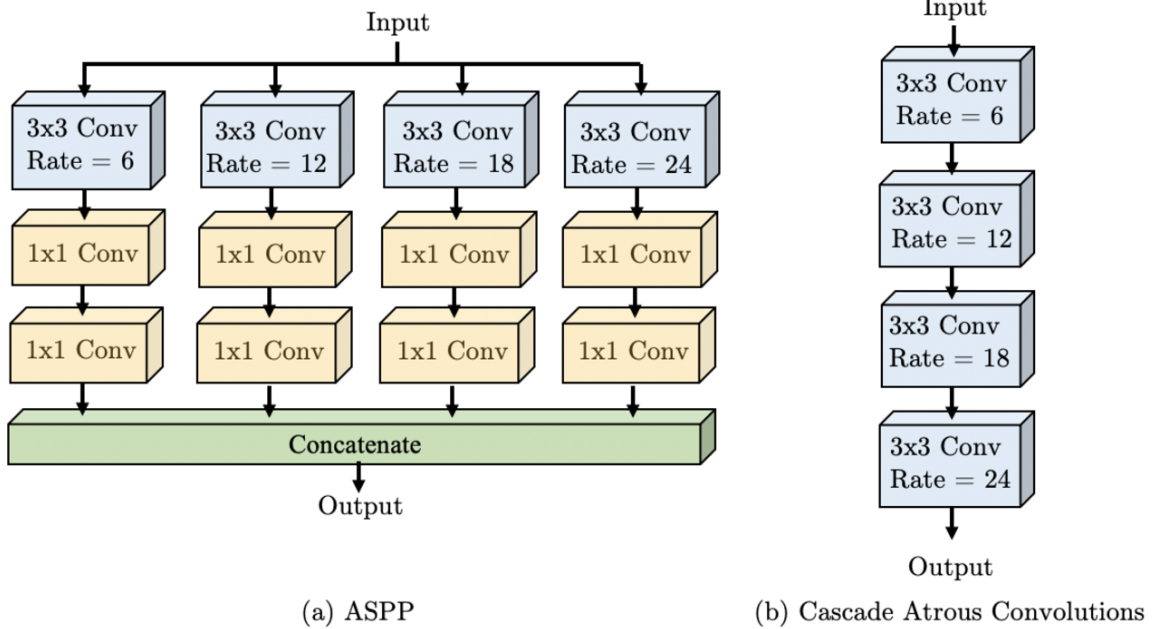 Input
3x3 Conv
Rate = 6
3x3 Conv
Rate = 12
3x3 Conv
Rate = 18
3x3 Conv
Rate = 24
1x1 Conv
1x1 Conv
1x1 Conv
1x1 Conv
1x1 Conv
1x1 Conv
1x1 Conv
1x1 Conv
Concatenate
Output
(a) ASPP
Input
3x3 Conv
Rate = 6
3x3 Conv
Rate = 12
3x3 Conv
Rate = 18
3x3 Conv
Rate = 24
Output
(b) Cascade Atrous Convolutions